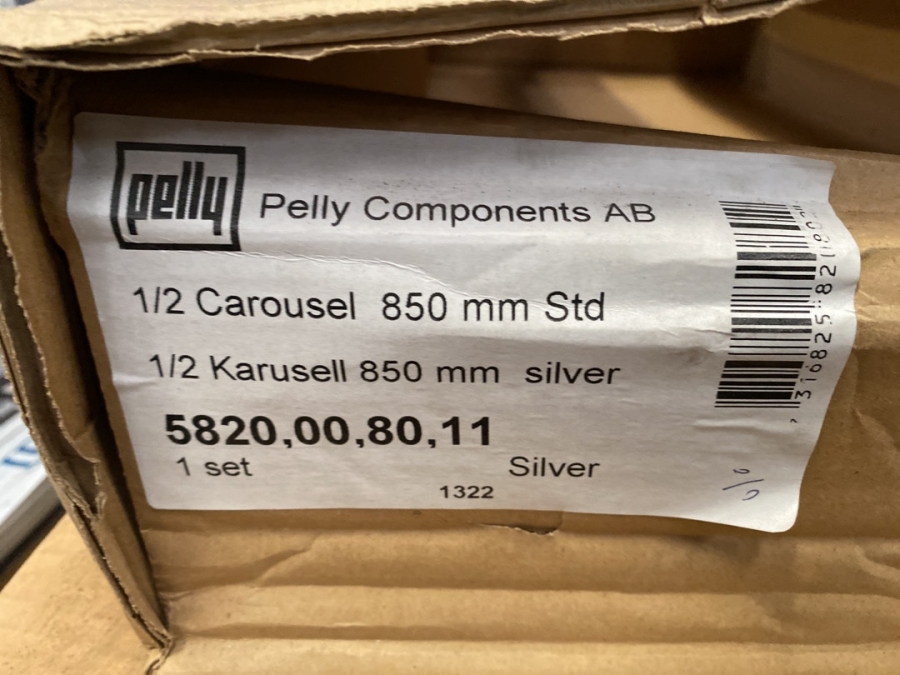 pelly
Pelly Components AB
1/2 Carousel 850 mm Std
1/2 Karusell 850 mm silver
5820,00,80,11
1 set Silver
1322